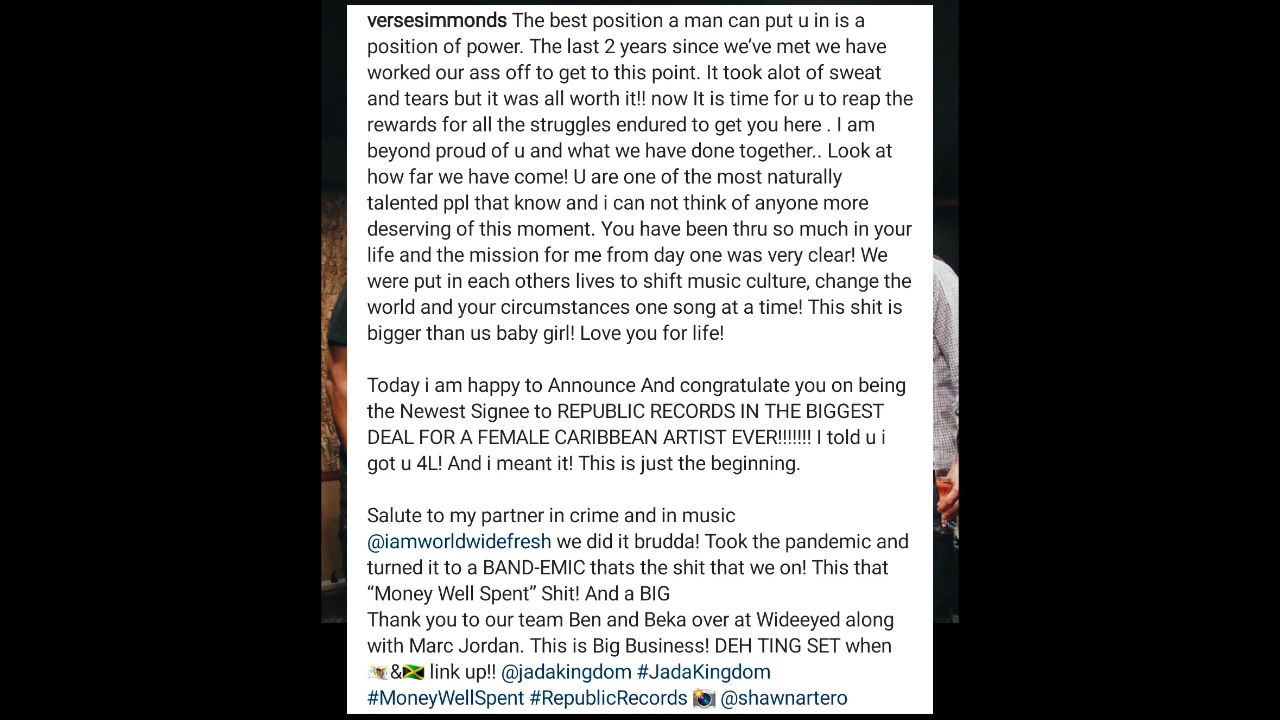 versesimmonds The best position a man can put u in is a
position of power. The last 2 years since we’ve met we have
worked our ass off to get to this point. It took alot of sweat
and tears but it was all worth it!! now It is time for u to reap the
rewards for all the struggles endured to get you here . I am
beyond proud of u and what we have done together.. Look at
how far we have come! U are one of the most naturally
talented ppl that know and i can not think of anyone more
deserving of this moment. You have been thru so much in your
life and the mission for me from day one was very clear! We
were put in each others lives to shift music culture, change the
world and your circumstances one song at a time! This shit is
bigger than us baby girl! Love you for life!
Today i am happy to Announce And congratulate you on being
the Newest Signee to REPUBLIC RECORDS IN THE BIGGEST
DEAL FOR A FEMALE CARIBBEAN ARTIST EVER!!!!!!! I told u i
got u 4L! And i meant it! This is just the beginning.
Salute to my partner in crime and in music
@iamworldwidefresh we did it brudda! Took the pandemic and
turned it to a BAND-EMIC thats the shit that we on! This that
“Money Well Spent” Shit! And a BIG
Thank you to our team Ben and Beka over at Wideeyed along
with Marc Jordan. This is Big Business! DEH TING SET when
🇻🇮&🇯🇲 link up!! @jadakingdom #JadaKingdom
#MoneyWellSpent #RepublicRecords 📸 @shawnartero